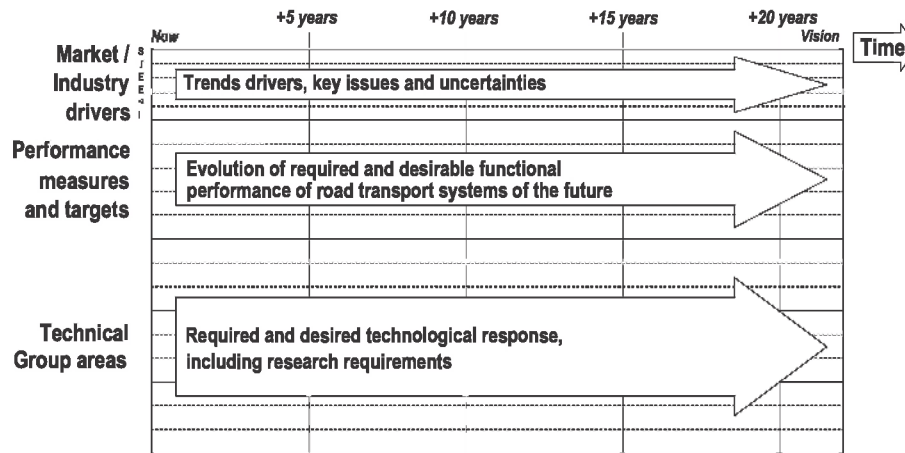 +5 years +10 years +15 years +20 years
Now Vision
Time
Market /
Industry
drivers
Trends drivers, key issues and uncertainties
Performance
measures
and targets
Evolution of required and desirable functional
performance of road transport systems of the future
Technical
Group areas
Required and desired technological response,
including research requirements